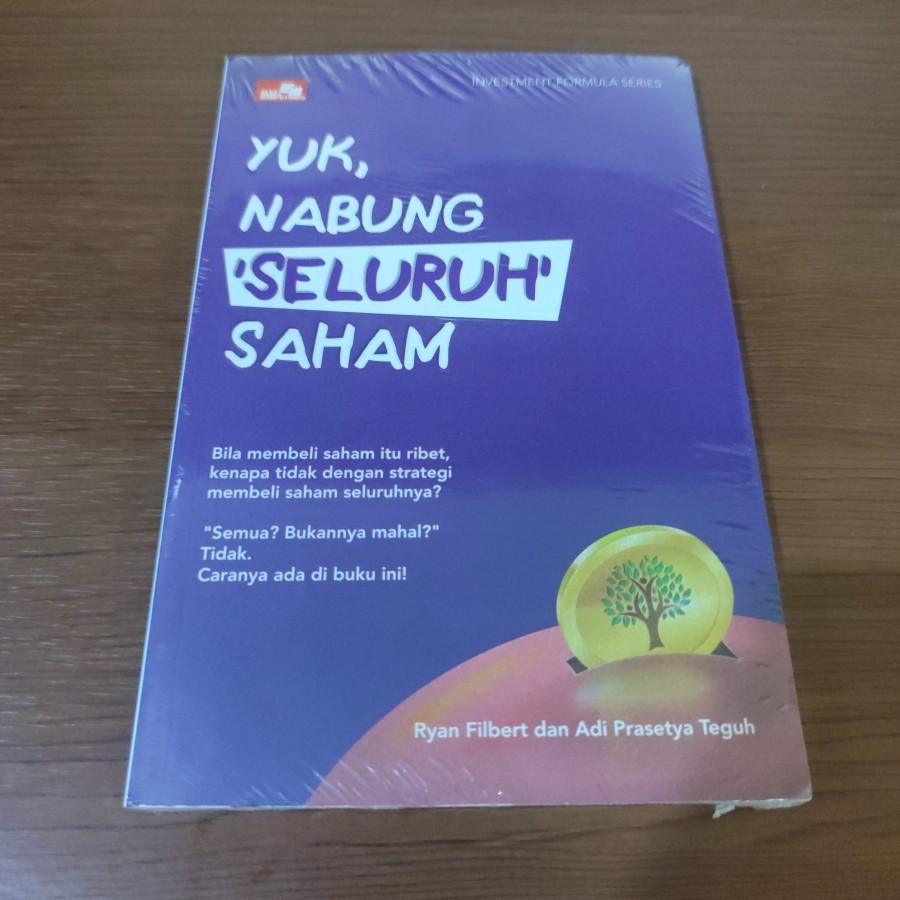 INVESTMENT FORMULA SERIES
YUK,
NABUNG
'SELURUH'
SAHAM
Bila membeli saham itu ribet,
kenapa tidak dengan strategi
membeli saham seluruhnya?
"Semua? Bukannya mahal?"
Tidak.
Caranya ada di buku ini!
Ryan Filbert dan Adi Prasetya Teguh